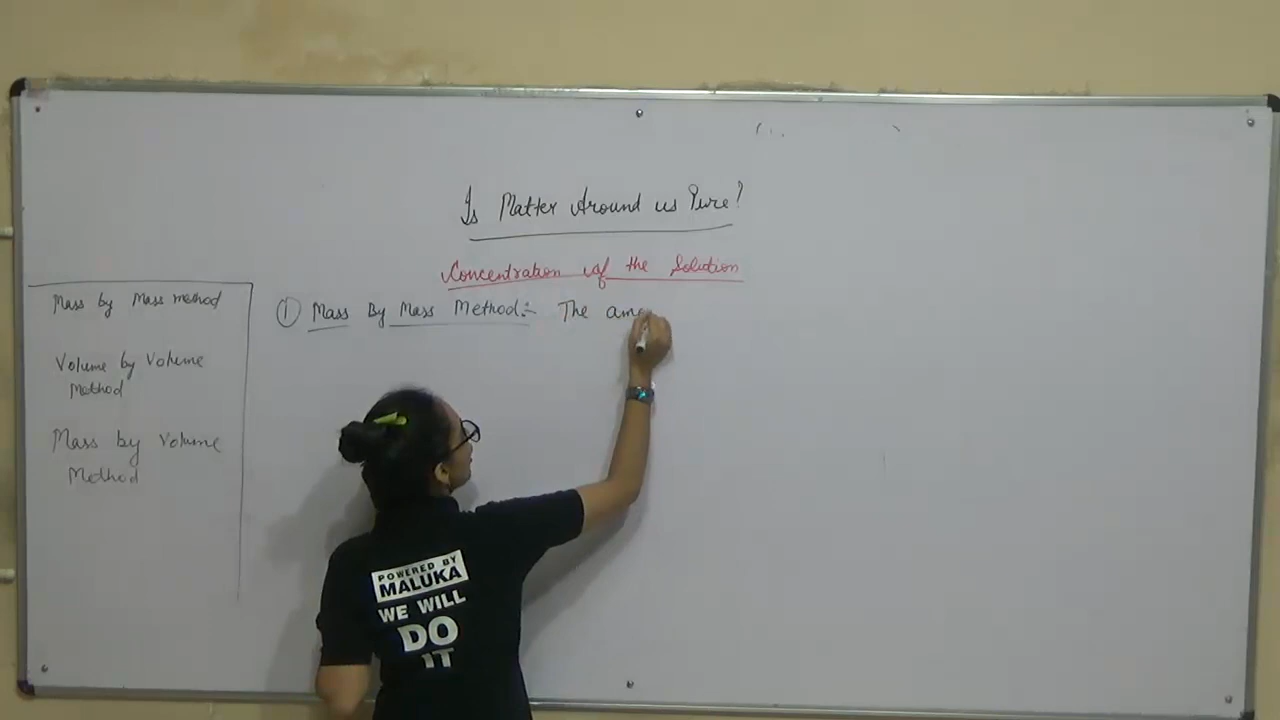 Is Matter Around us Pure?
Concentration of the Solution
Mass by Mass method
Volume by Volume
Method
Mass by Volume
Method
① Mass By Mass Method:- The amo
POWERED BY
MALUKA
WE WILL
DO
IT